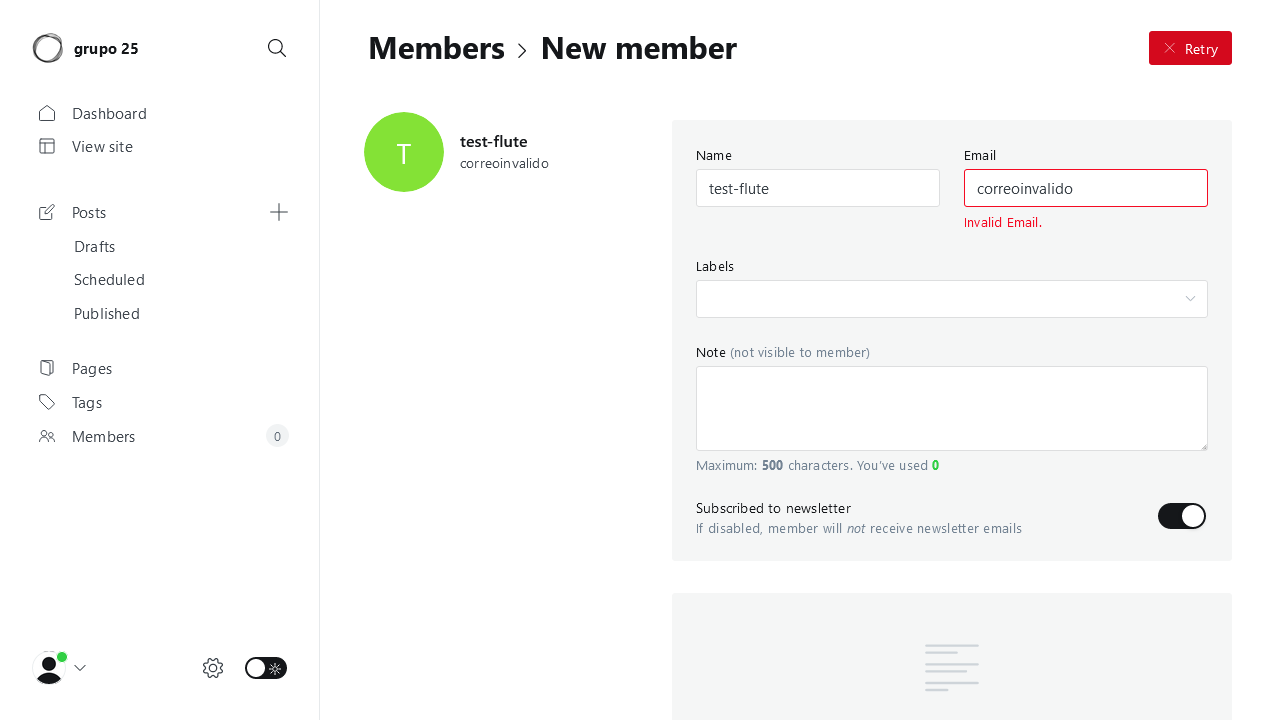 grupo 25
Dashboard
View site
Posts
Drafts
Scheduled
Published
Pages
Tags
Members 0
Members > New member
Retry
T
test-flute
correoinvalido
Name
test-flute
Email
correoinvalido
Invalid Email.
Labels
Note (not visible to member)
Maximum: 500 characters. You've used 0
Subscribed to newsletter
If disabled, member will not receive newsletter emails